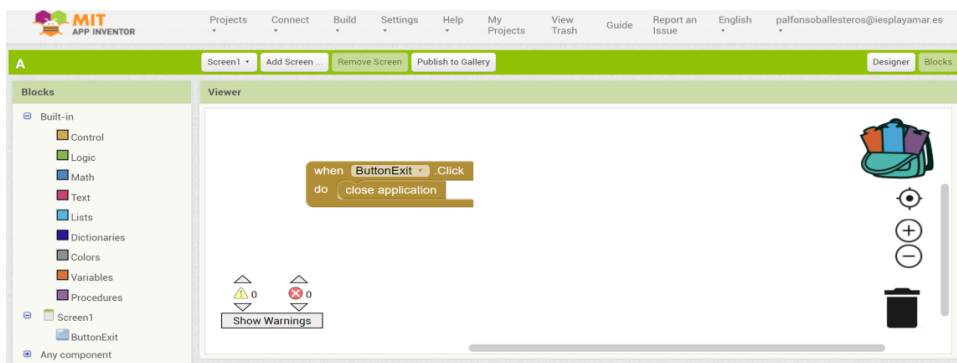 MIT
APP INVENTOR
Projects Connect Build Settings Help My Projects View Trash Guide Report an Issue English palfonsoballesteros@iesplayamar.es
A
Screen1 Add Screen ... Remove Screen Publish to Gallery Designer Blocks
Blocks Viewer
Built-in
Control
Logic
Math
Text
Lists
Dictionaries
Colors
Variables
Procedures
Screen1
ButtonExit
Any component
when ButtonExit .Click
do close application
0 0
Show Warnings